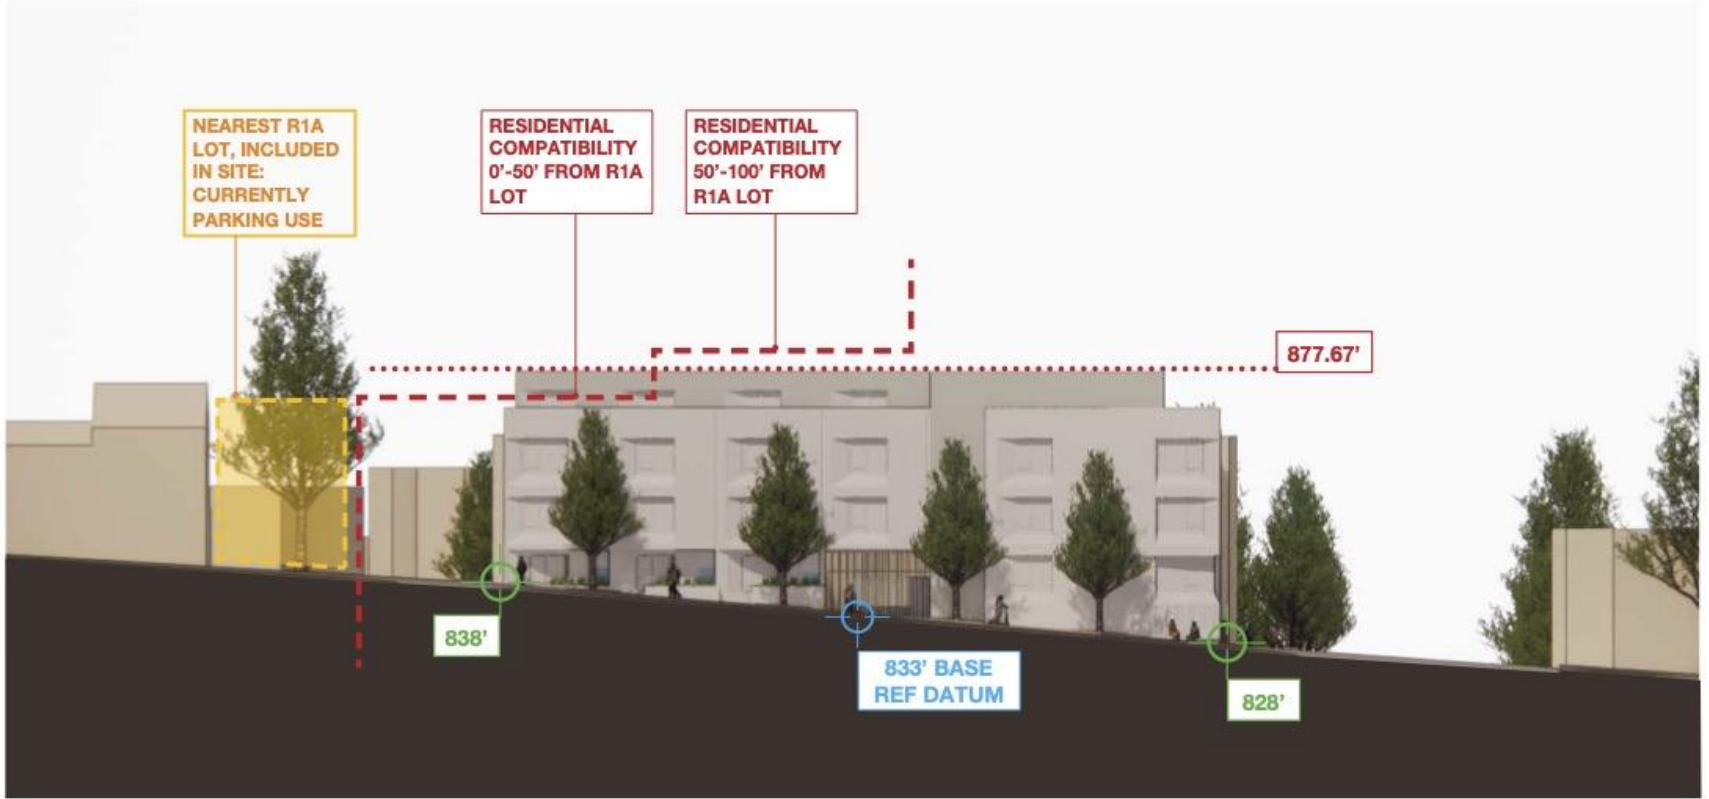 NEAREST R1A
LOT, INCLUDED
IN SITE:
CURRENTLY
PARKING USE
RESIDENTIAL
COMPATIBILITY
0'-50' FROM R1A
LOT
RESIDENTIAL
COMPATIBILITY
50'-100' FROM
R1A LOT
877.67'
838'
833' BASE
REF DATUM
828'